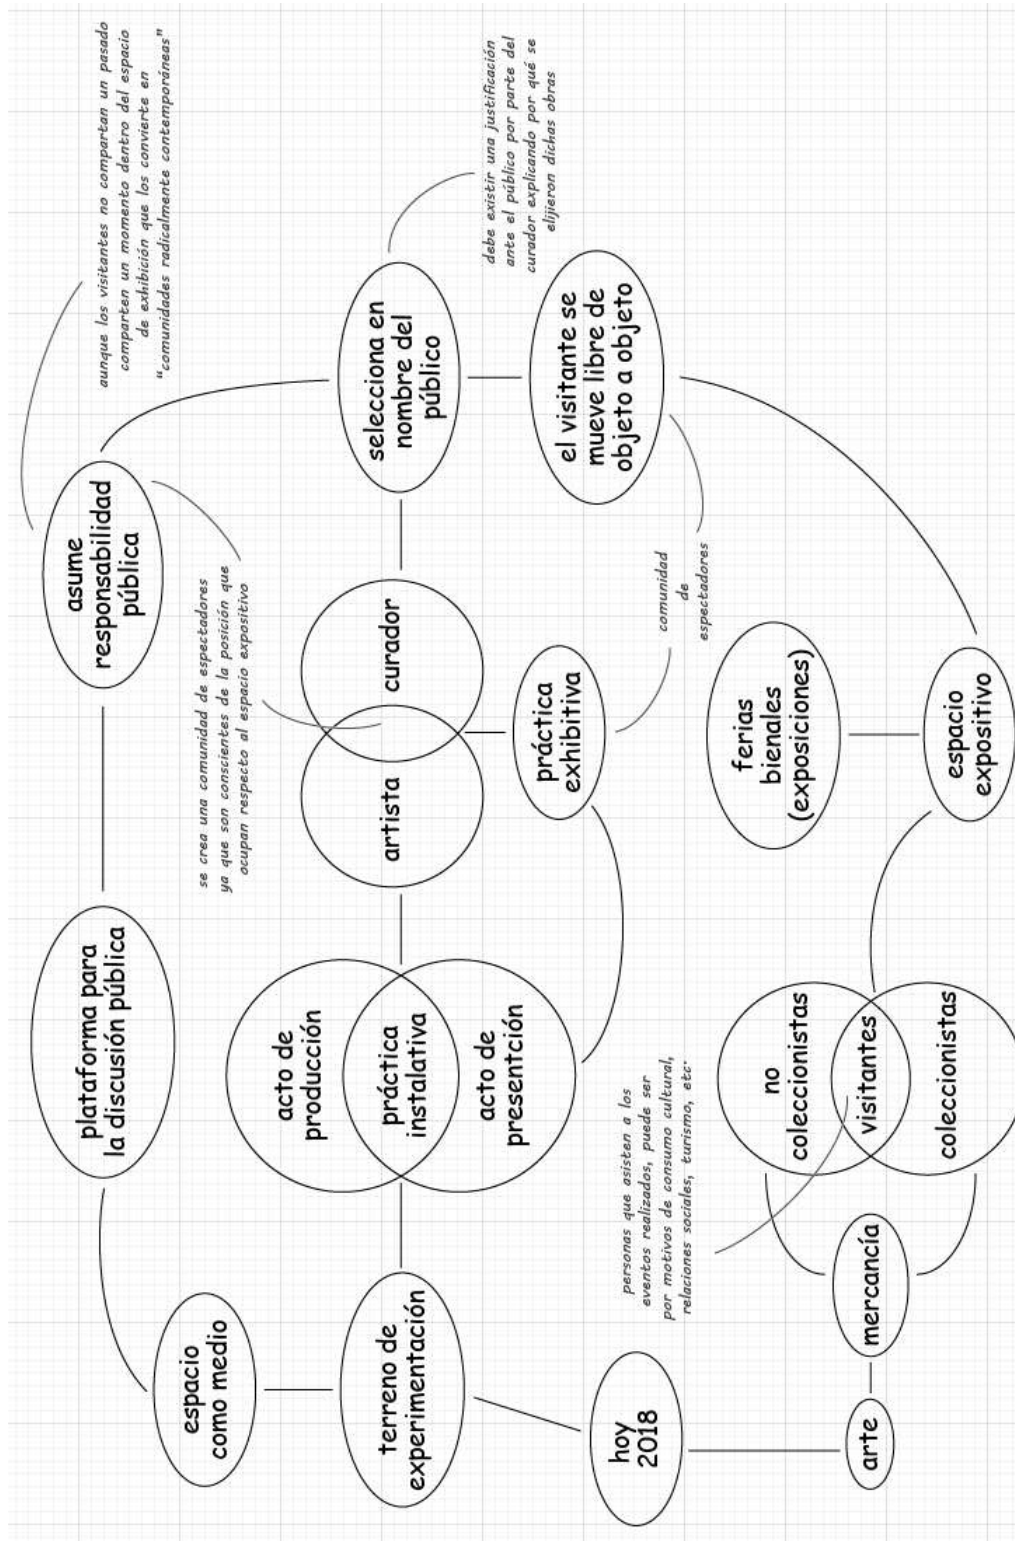 aunque los visitantes no compartan un pasado
comparten un momento dentro del espacio
de exhibición que los convierte en
“comunidades radicalmente contemporáneas”
debe existir una justificación
ante el público por parte del
curador explicando por qué se
elijieron dichas obras
plataforma para
la discusión pública
asume
responsabilidad
pública
espacio
como medio
se crea una comunidad de espectadores
ya que son conscientes de la posición que
ocupan respecto al espacio expositivo
terreno de
experimentación
acto de
producción
práctica
instalativa
acto de
presentción
artista
curador
selecciona en
nombre del
público
práctica
exhibitiva
el visitante se
mueve libre de
objeto a objeto
comunidad
de
espectadores
hoy
2018
personas que asisten a los
eventos realizados, puede ser
por motivos de consumo cultural,
relaciones sociales, turismo, etc.
ferias
bienales
(exposiciones)
arte
mercancía
no
coleccionistas
visitantes
coleccionistas
espacio
expositivo